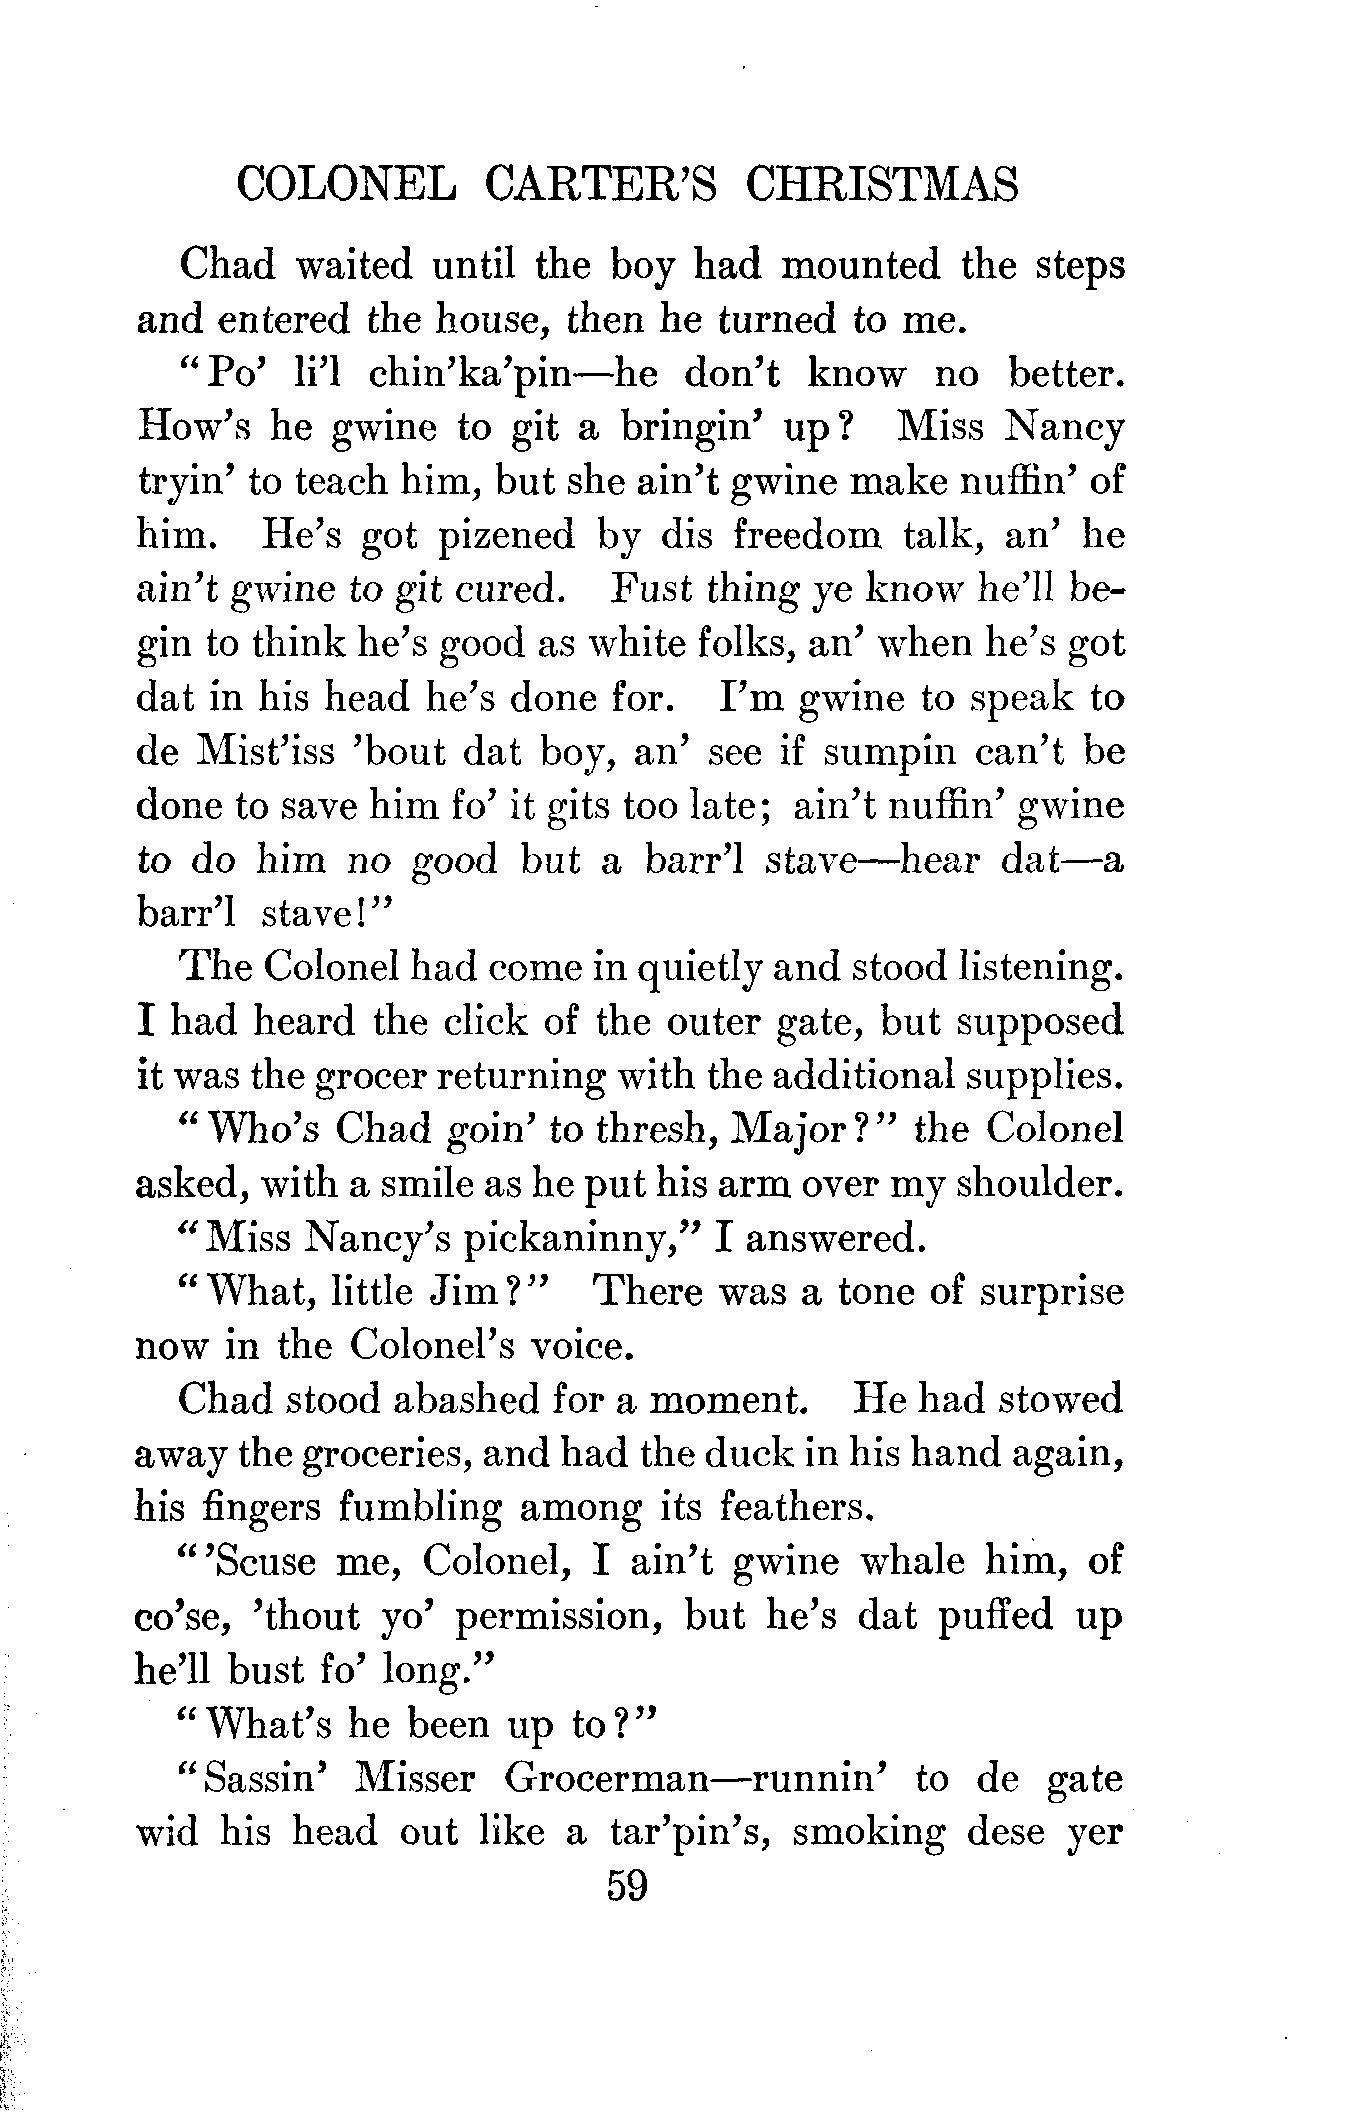 COLONEL CARTER'S CHRISTMAS
Chad waited until the boy had mounted the steps
and entered the house, then he turned to me.
"Po' li'l chin'ka'pin—he don't know no better.
How's he gwine to git a bringin' up? Miss Nancy
tryin' to teach him, but she ain't gwine make nuffin' of
him. He's got pizened by dis freedom talk, an' he
ain't gwine to git cured. Fust thing ye know he'll be-
gin to think he's good as white folks, an' when he's got
dat in his head he's done for. I'm gwine to speak to
de Mist'iss 'bout dat boy, an' see if sumpin can't be
done to save him fo' it gits too late; ain't nuffin' gwine
to do him no good but a barr'l stave—hear dat—a
barr'l stave!"
The Colonel had come in quietly and stood listening.
I had heard the click of the outer gate, but supposed
it was the grocer returning with the additional supplies.
"Who's Chad goin' to thresh, Major?" the Colonel
asked, with a smile as he put his arm over my shoulder.
"Miss Nancy's pickaninny," I answered.
"What, little Jim?" There was a tone of surprise
now in the Colonel's voice.
Chad stood abashed for a moment. He had stowed
away the groceries, and had the duck in his hand again,
his fingers fumbling among its feathers.
"'Scuse me, Colonel, I ain't gwine whale him, of
co'se, 'thout yo' permission, but he's dat puffed up
he'll bust fo' long."
"What's he been up to?"
"Sassin' Misser Grocerman—runnin' to de gate
wid his head out like a tar'pin's, smoking dese yer
59